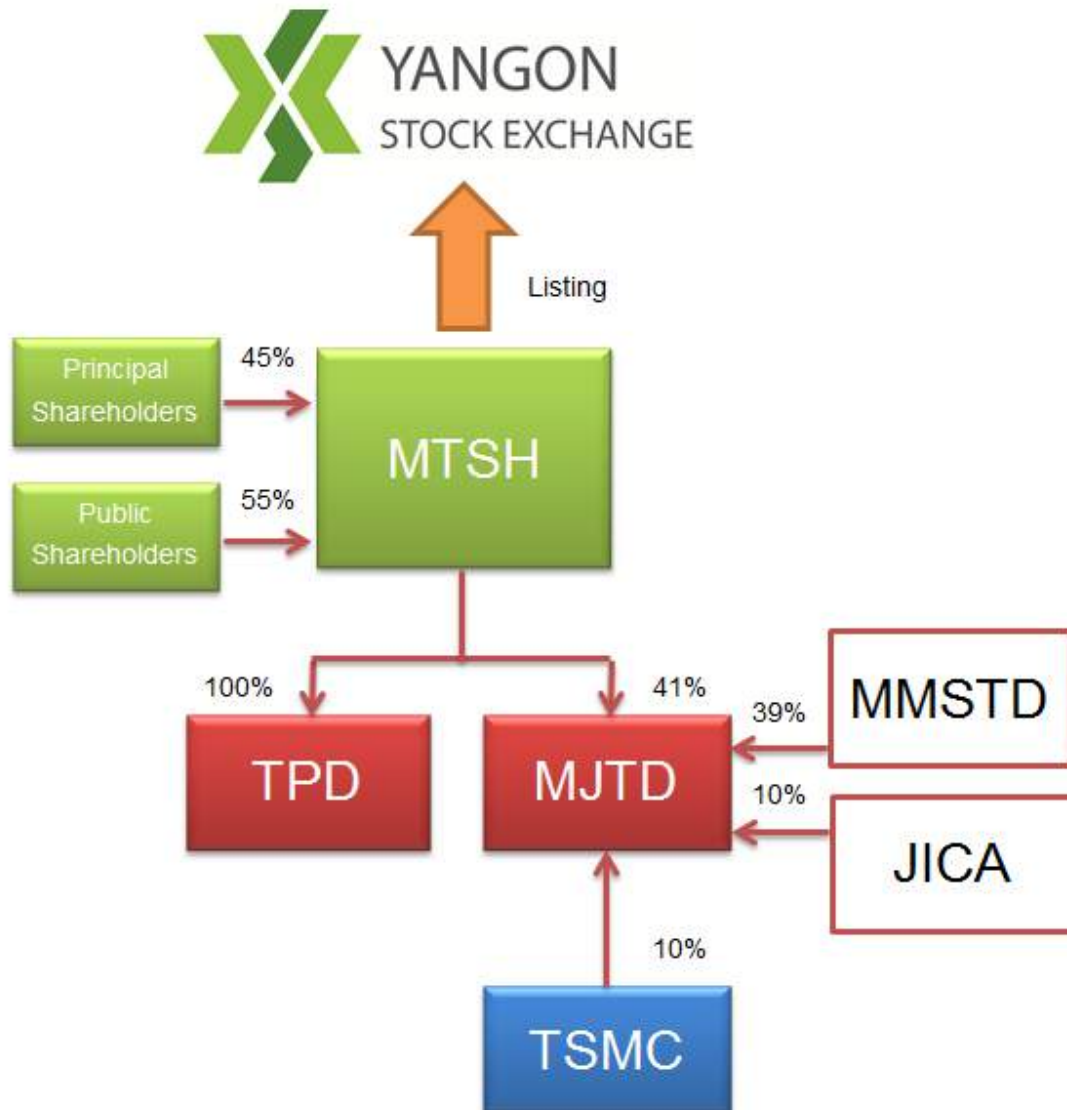 YANGON
STOCK EXCHANGE
Listing
Principal
Shareholders
45%
MTSH
Public
Shareholders
55%
100%
41%
MMSTD
39%
TPD
MJTD
10%
JICA
10%
TSMC